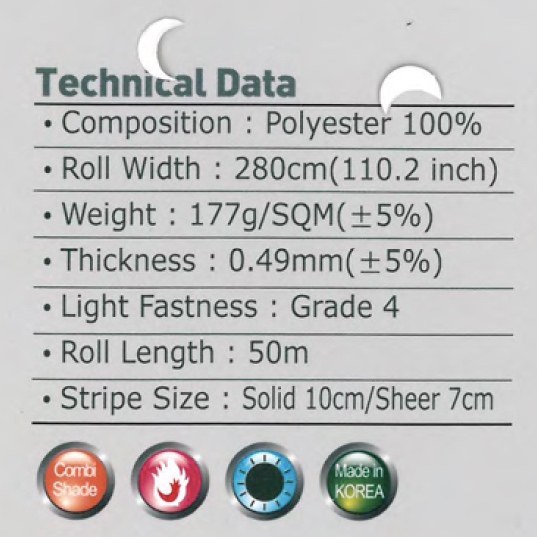 Technical Data
• Composition : Polyester 100%
• Roll Width : 280cm(110.2 inch)
• Weight : 177g/SQM(±5%)
• Thickness : 0.49mm(±5%)
• Light Fastness : Grade 4
• Roll Length : 50m
• Stripe Size : Solid 10cm/Sheer 7cm
Combi
Shade
Made in
KOREA